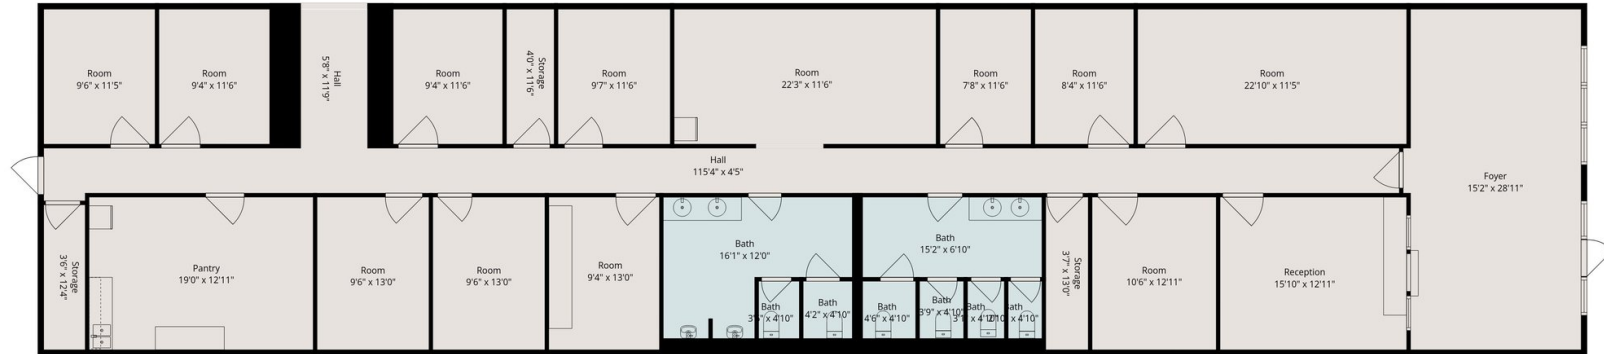 Room
9'6" x 11'5"
Room
9'4" x 11'6"
Hall
5'8" x 11'9"
Room
9'4" x 11'6"
Storage
4'0" x 11'6"
Room
9'7" x 11'6"
Room
22'3" x 11'6"
Room
7'8" x 11'6"
Room
8'4" x 11'6"
Room
22'10" x 11'5"
Hall
115'4" x 4'5"
Foyer
15'2" x 28'11"
Storage
3'6" x 12'4"
Pantry
19'0" x 12'11"
Room
9'6" x 13'0"
Room
9'6" x 13'0"
Room
9'4" x 13'0"
Bath
16'1" x 12'0"
Bath
15'2" x 6'10"
Storage
3'7" x 13'0"
Room
10'6" x 12'11"
Reception
15'10" x 12'11"
Bath
x 4'10"
Bath
4'2" x 4'10"
Bath
4'6" x 4'10"
Bath
3'9" x 4'10"
Bath
Bath
x 4'10"